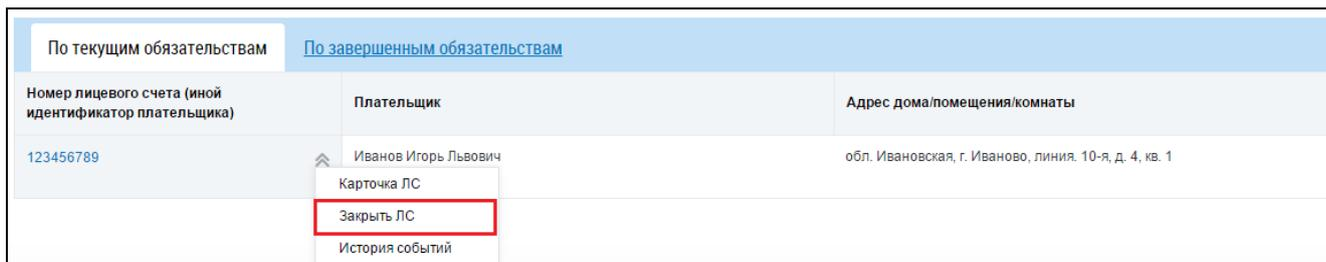 По текущим обязательствам
По завершенным обязательствам
Номер лицевого счета (иной
идентификатор плательщика)
Плательщик
Адрес дома/помещения/комнаты
123456789
Иванов Игорь Львович
обл. Ивановская, г. Иваново, линия. 10-я, д. 4, кв. 1
Карточка ЛС
Закрыть ЛС
История событий